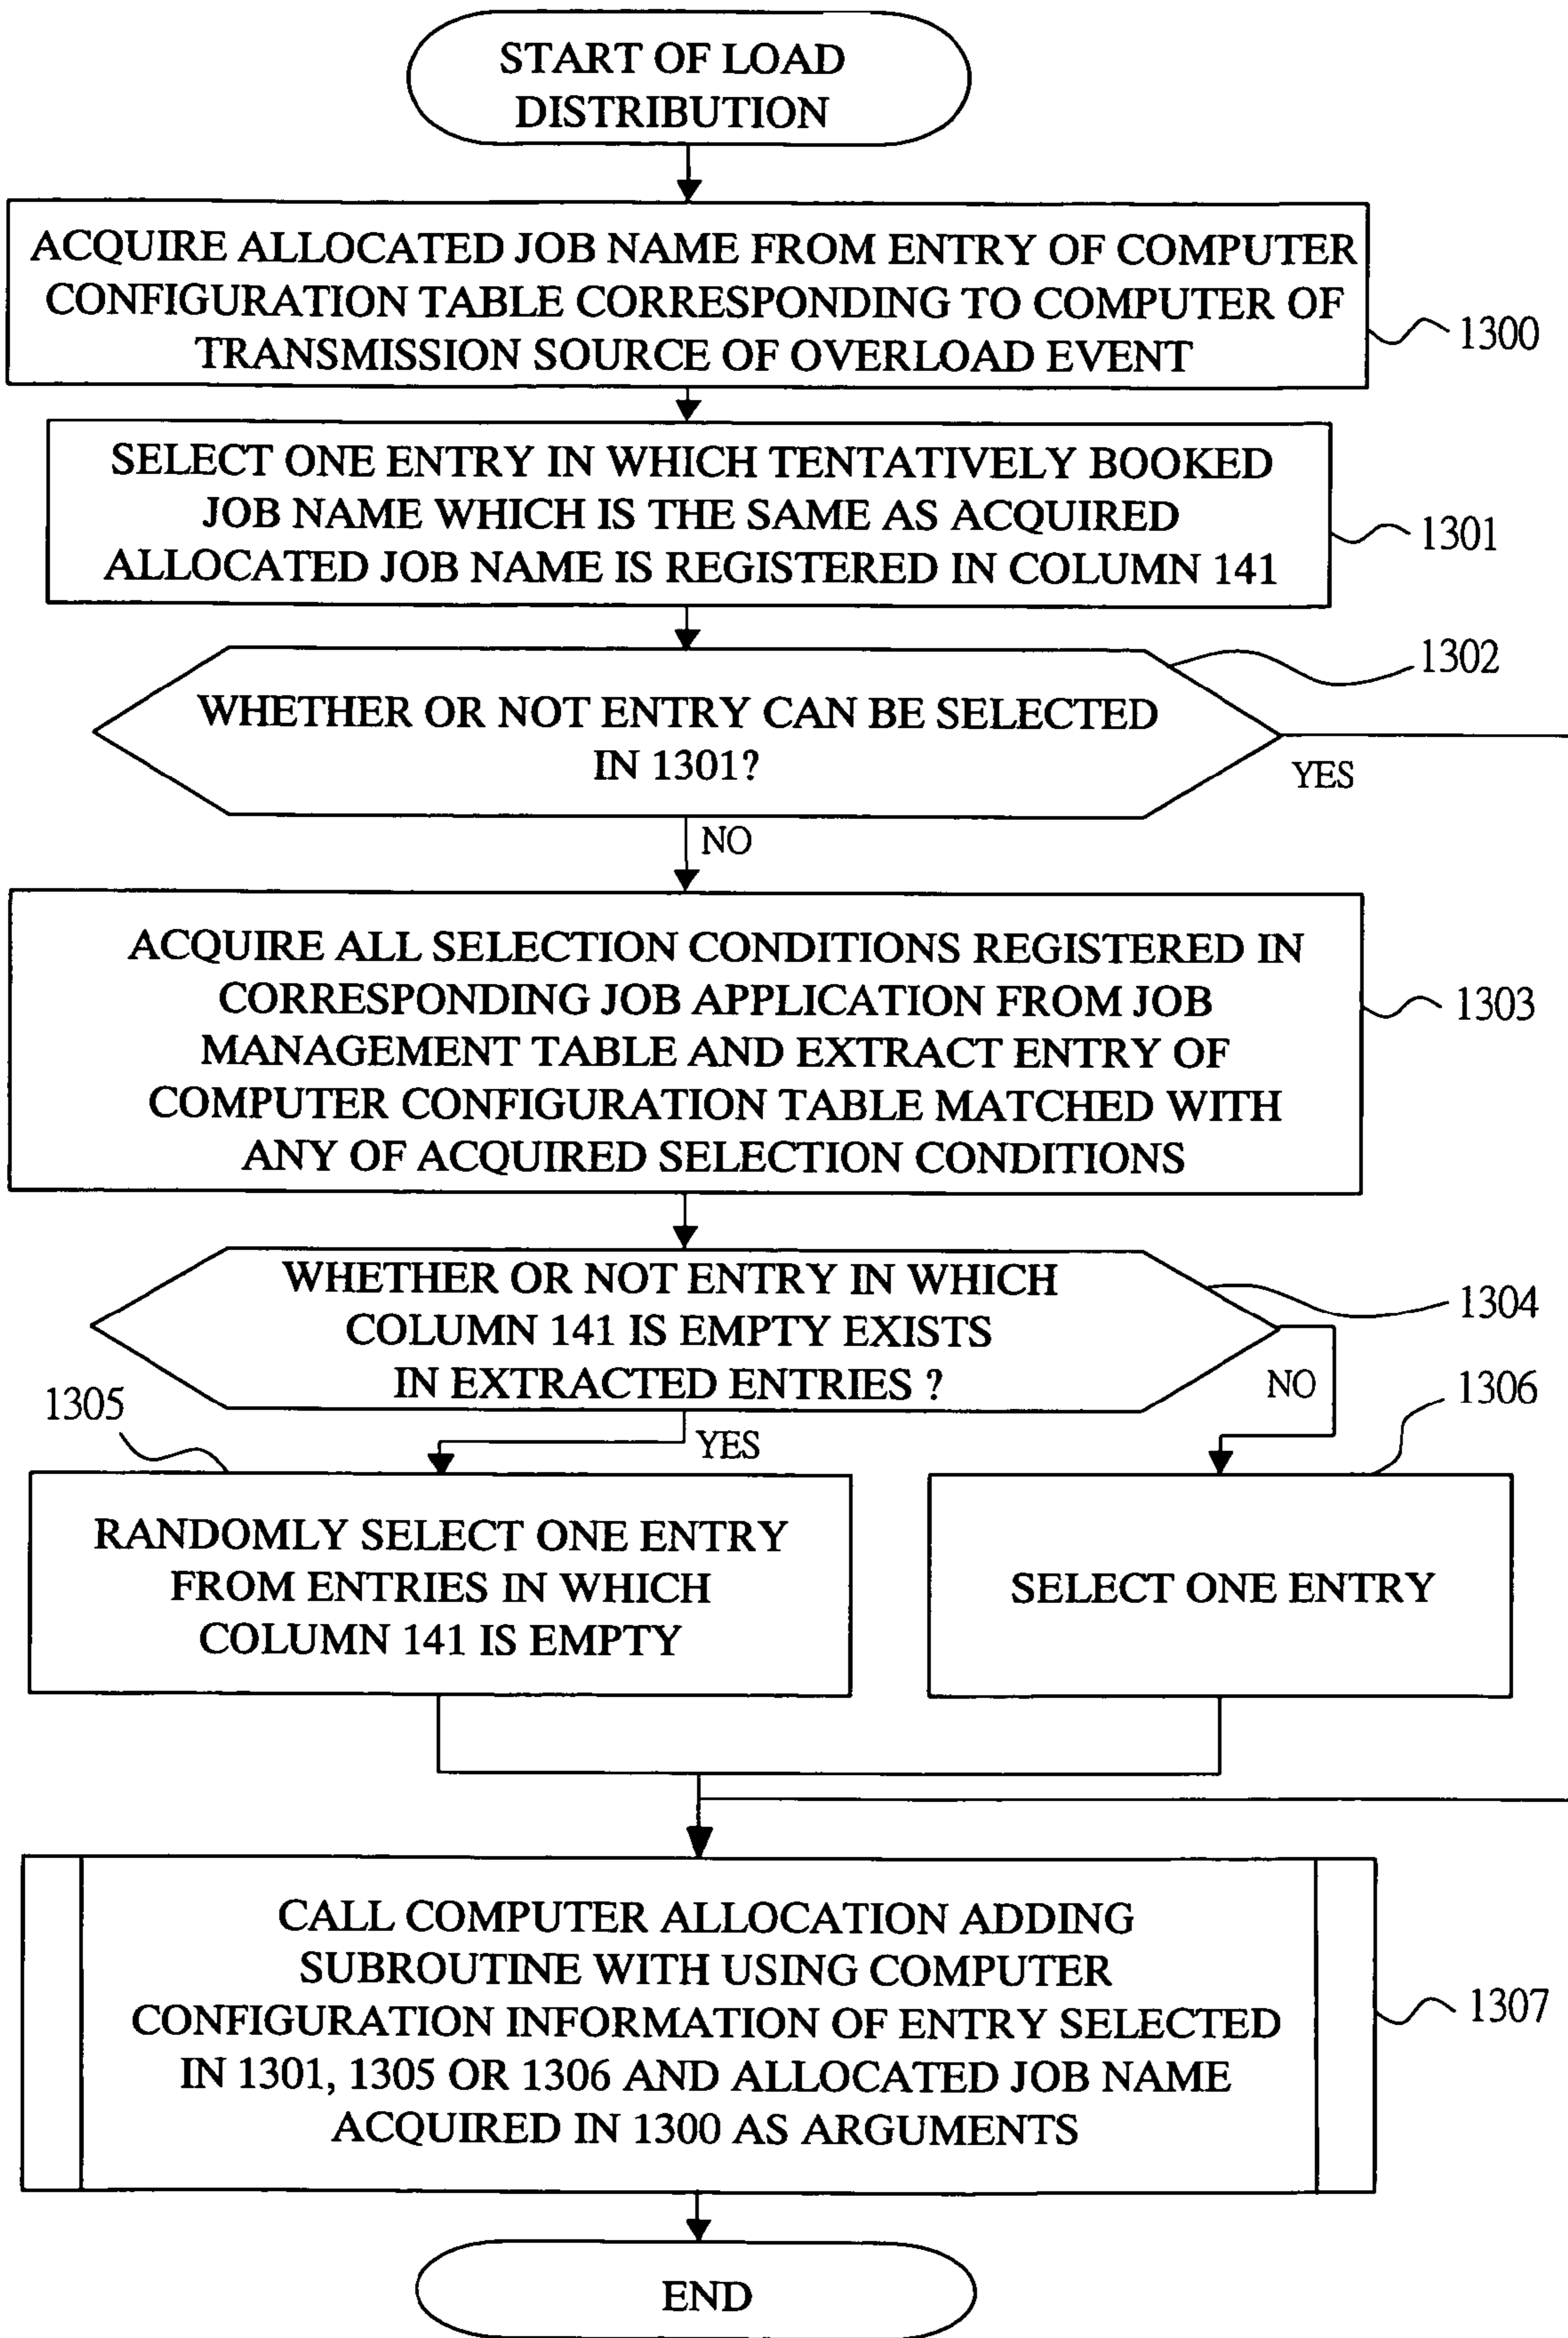 START OF LOAD
DISTRIBUTION
ACQUIRE ALLOCATED JOB NAME FROM ENTRY OF COMPUTER
CONFIGURATION TABLE CORRESPONDING TO COMPUTER OF
TRANSMISSION SOURCE OF OVERLOAD EVENT
1300
SELECT ONE ENTRY IN WHICH TENTATIVELY BOOKED
JOB NAME WHICH IS THE SAME AS ACQUIRED
ALLOCATED JOB NAME IS REGISTERED IN COLUMN 141
1301
1302
WHETHER OR NOT ENTRY CAN BE SELECTED
IN 1301?
YES
NO
ACQUIRE ALL SELECTION CONDITIONS REGISTERED IN
CORRESPONDING JOB APPLICATION FROM JOB
MANAGEMENT TABLE AND EXTRACT ENTRY OF
COMPUTER CONFIGURATION TABLE MATCHED WITH
ANY OF ACQUIRED SELECTION CONDITIONS
1303
WHETHER OR NOT ENTRY IN WHICH
COLUMN 141 IS EMPTY EXISTS
IN EXTRACTED ENTRIES ?
1304
NO
1306
1305
YES
RANDOMLY SELECT ONE ENTRY
FROM ENTRIES IN WHICH
COLUMN 141 IS EMPTY
SELECT ONE ENTRY
CALL COMPUTER ALLOCATION ADDING
SUBROUTINE WITH USING COMPUTER
CONFIGURATION INFORMATION OF ENTRY SELECTED
IN 1301, 1305 OR 1306 AND ALLOCATED JOB NAME
ACQUIRED IN 1300 AS ARGUMENTS
1307
END